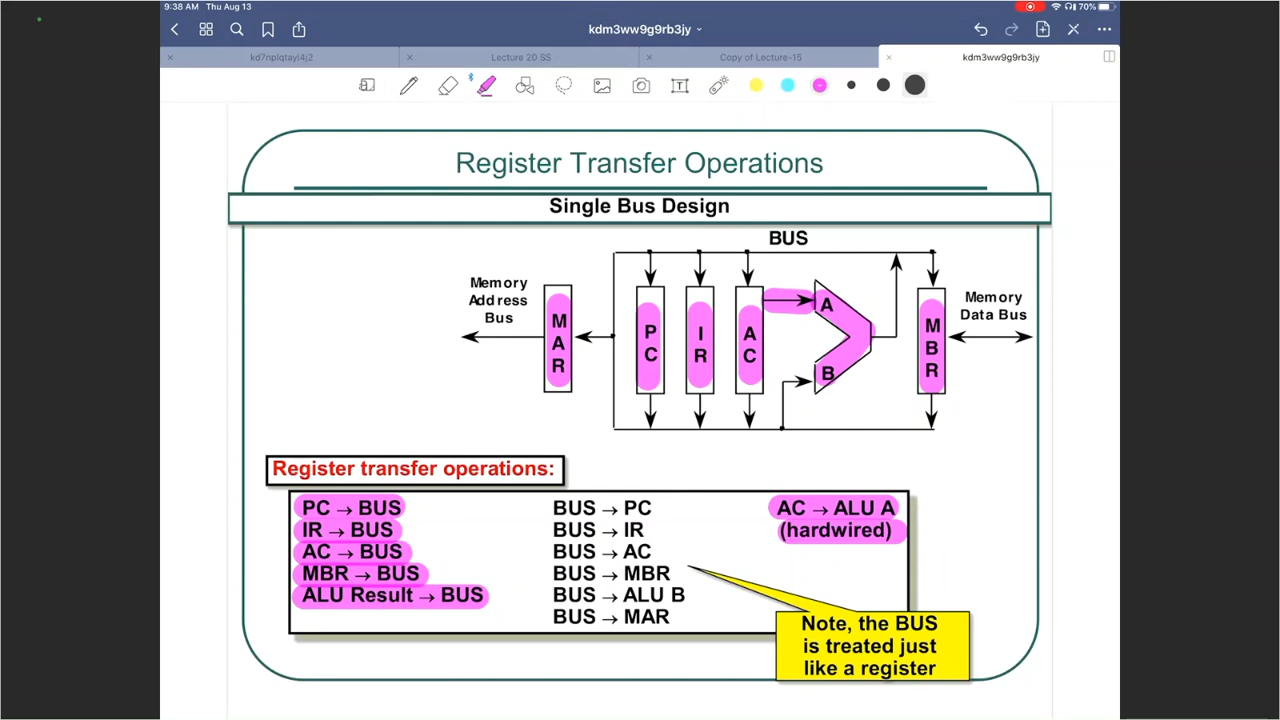 9:38 AM Thu Aug 13
70%
kdm3ww9g9rb3jy
kd7nplqtayl4j2
Lecture 20 SS
Copy of Lecture-15
kdm3ww9g9rb3jy
T
Register Transfer Operations
Single Bus Design
BUS
Memory
Address
Bus
MAR
PC
IR
AC
A
B
MBR
Memory
Data Bus
Register transfer operations:
PC → BUS
IR → BUS
AC → BUS
MBR → BUS
ALU Result → BUS
BUS → PC
BUS → IR
BUS → AC
BUS → MBR
BUS → ALU B
BUS → MAR
AC → ALU A
(hardwired)
Note, the BUS
is treated just
like a register